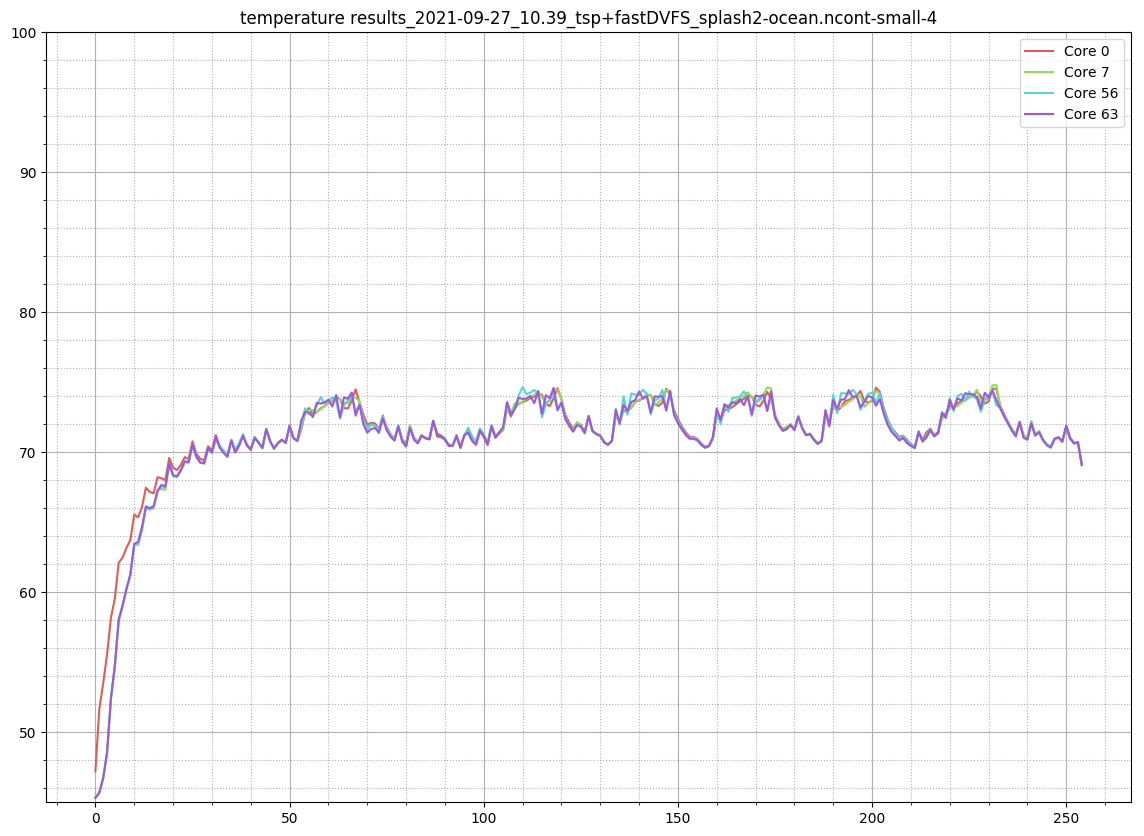 temperature results_2021-09-27_10.39_tsp+fastDVFS_splash2-ocean.ncont-small-4
100
90
80
70
60
50
0
50
100
150
200
250
Core 0
Core 7
Core 56
Core 63